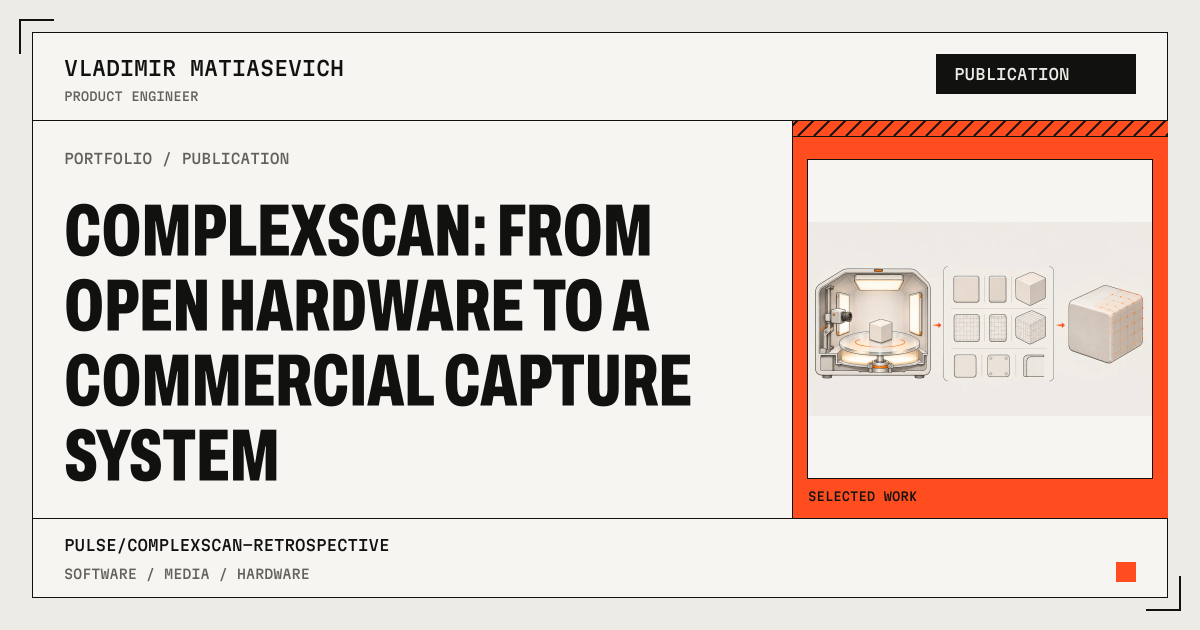 VLADIMIR MATIASEVICH
PRODUCT ENGINEER
PUBLICATION
PORTFOLIO / PUBLICATION
COMPLEXSCAN: FROM
OPEN HARDWARE TO A
COMMERCIAL CAPTURE
SYSTEM
SELECTED WORK
PULSE/COMPLEXSCAN–RETROSPECTIVE
SOFTWARE / MEDIA / HARDWARE